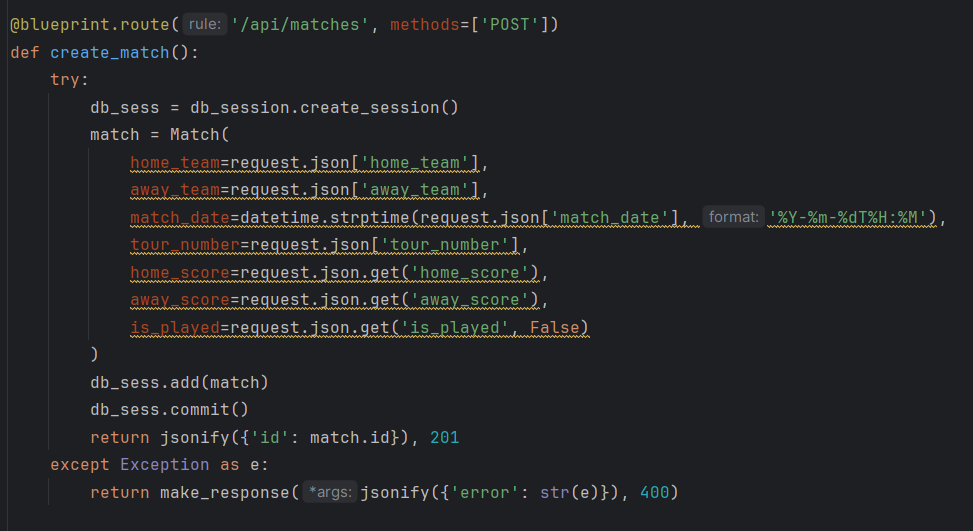 @blueprint.route( rule: '/api/matches', methods=['POST'])
def create_match():
    try:
        db_sess = db_session.create_session()
        match = Match(
            home_team=request.json['home_team'],
            away_team=request.json['away_team'],
            match_date=datetime.strptime(request.json['match_date'], format: '%Y-%m-%dT%H:%M'),
            tour_number=request.json['tour_number'],
            home_score=request.json.get('home_score'),
            away_score=request.json.get('away_score'),
            is_played=request.json.get('is_played', False)
        )
        db_sess.add(match)
        db_sess.commit()
        return jsonify({'id': match.id}), 201
    except Exception as e:
        return make_response( *args: jsonify({'error': str(e)}), 400)